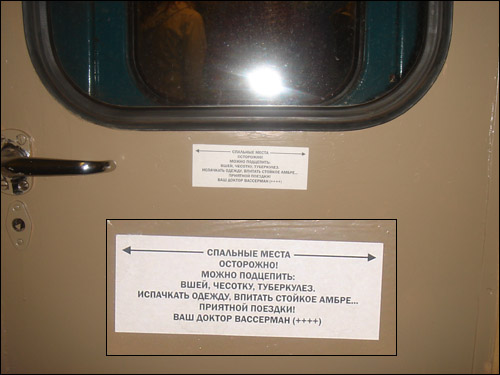 СПАЛЬНЫЕ МЕСТА
ОСТОРОЖНО!
МОЖНО ПОДЦЕПИТЬ:
ВШЕЙ, ЧЕСОТКУ, ТУБЕРКУЛЕЗ.
ИСПАЧКАТЬ ОДЕЖДУ, ВПИТАТЬ СТОЙКОЕ АМБРЕ...
ПРИЯТНОЙ ПОЕЗДКИ!
ВАШ ДОКТОР ВАССЕРМАН (++++)
СПАЛЬНЫЕ МЕСТА
ОСТОРОЖНО!
МОЖНО ПОДЦЕПИТЬ:
ВШЕЙ, ЧЕСОТКУ, ТУБЕРКУЛЕЗ.
ИСПАЧКАТЬ ОДЕЖДУ, ВПИТАТЬ СТОЙКОЕ АМБРЕ...
ПРИЯТНОЙ ПОЕЗДКИ!
ВАШ ДОКТОР ВАССЕРМАН (++++)